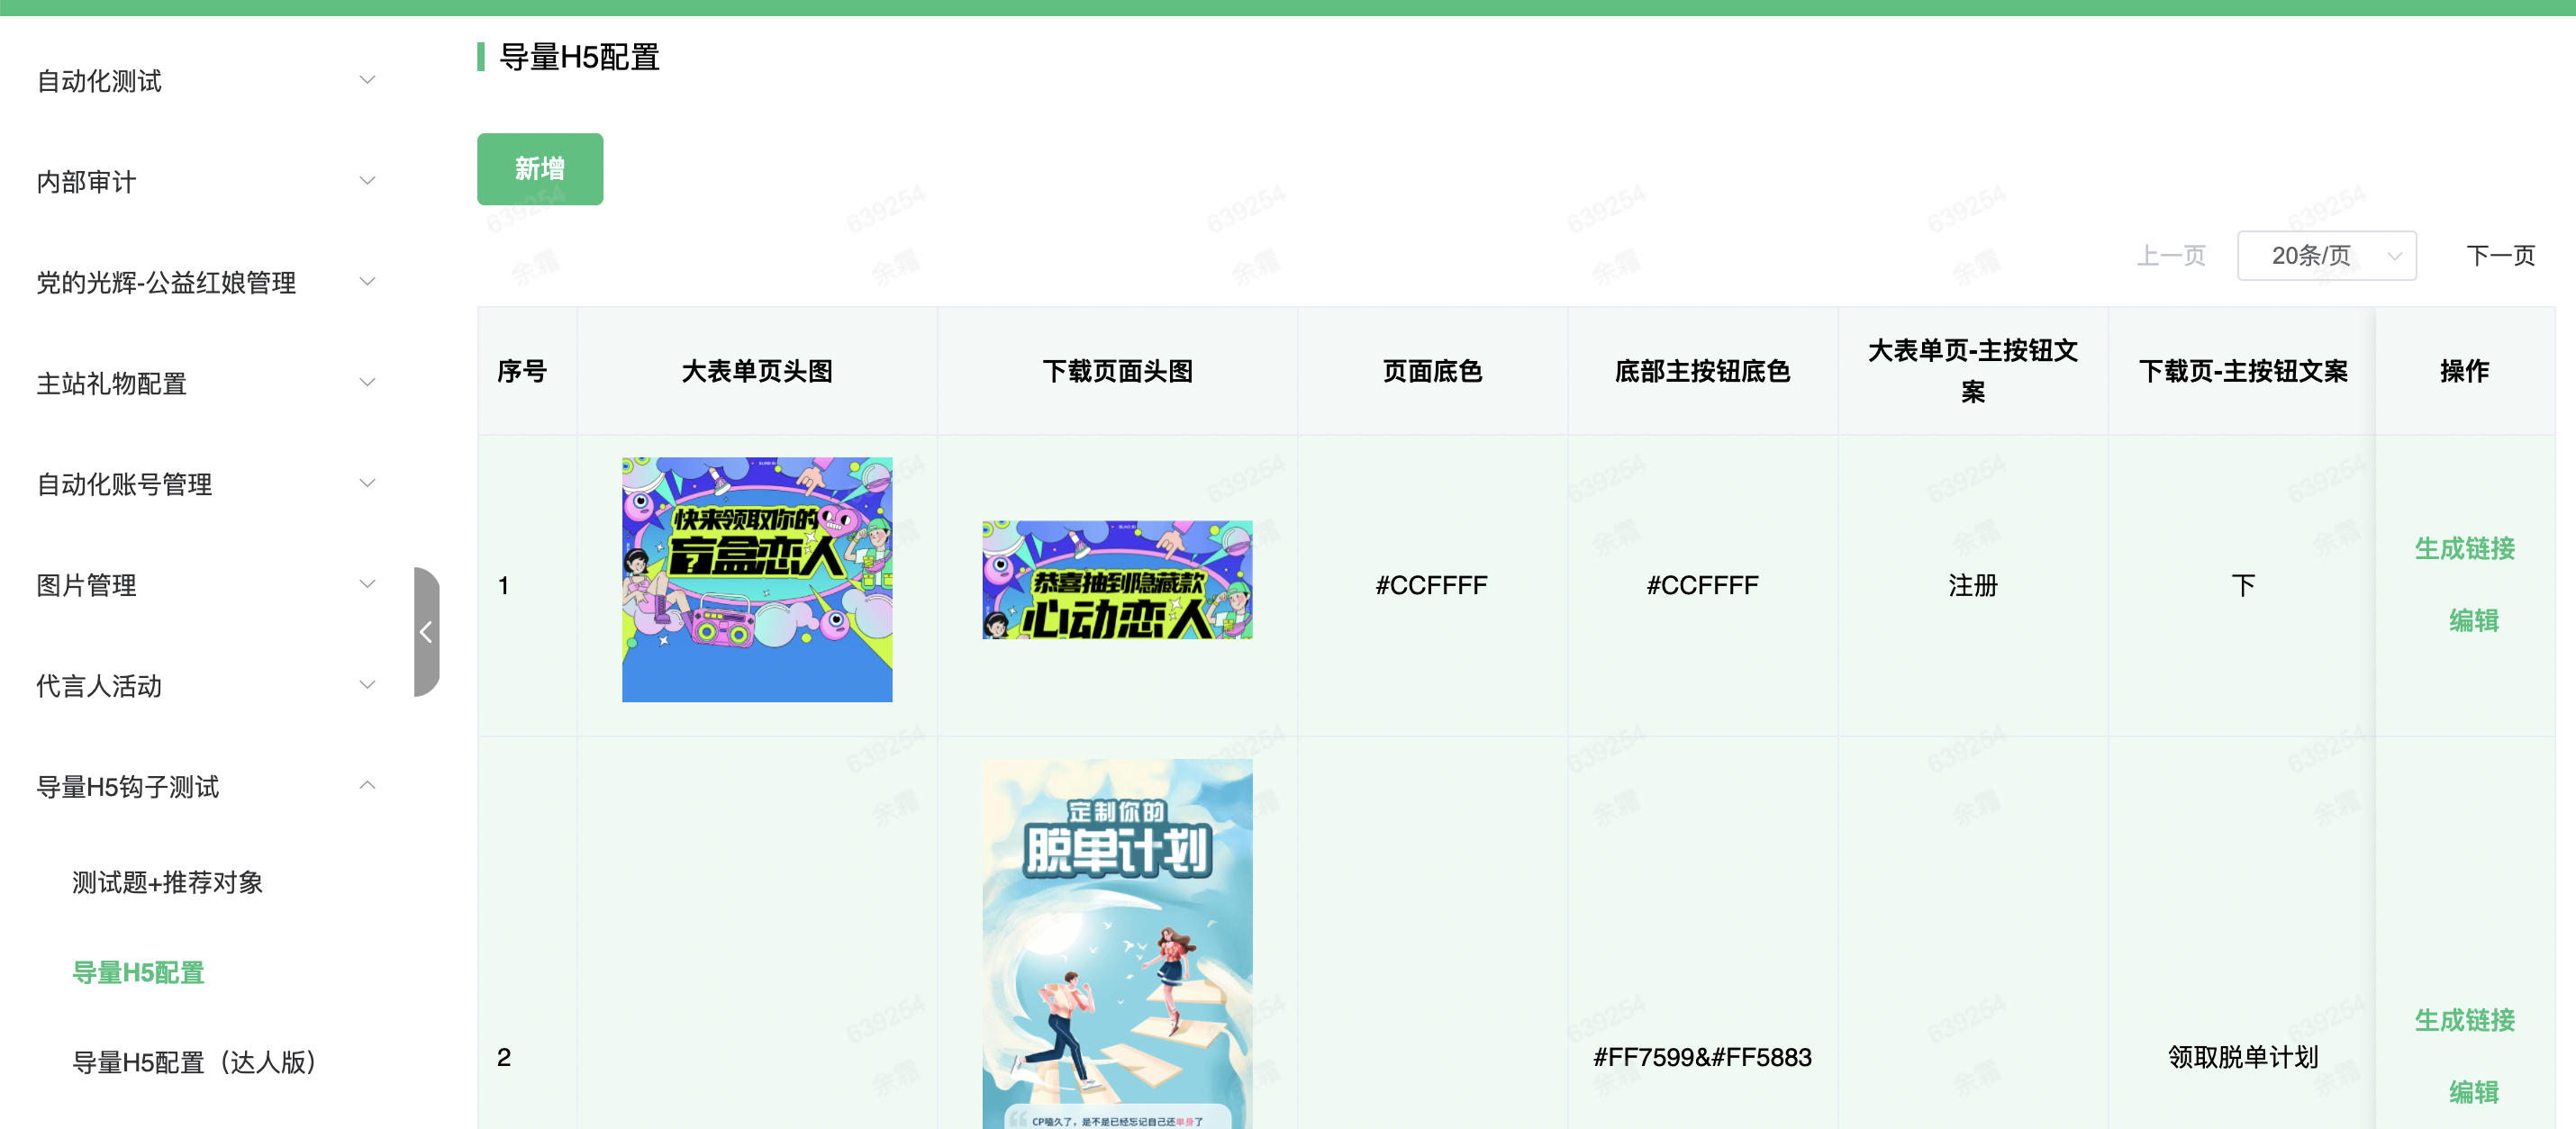 自动化测试
内部审计
党的光辉-公益红娘管理
主站礼物配置
自动化账号管理
图片管理
代言人活动
导量H5钩子测试
测试题+推荐对象
导量H5配置
导量H5配置（达人版）
导量H5配置
新增
上一页 20条/页 下一页
序号 大表单页头图 下载页面头图 页面底色 底部主按钮底色 大表单页-主按钮文案 下载页-主按钮文案 操作
1
快来领取你的
盲盒恋人
恭喜抽到隐藏款
心动恋人
#CCFFFF #CCFFFF 注册 下
生成链接
编辑
2
定制你的
脱单计划
CP嗑久了，是不是已经忘记自己还单身了
#FF7599&#FF5883 领取脱单计划
生成链接
编辑
639254
余霜